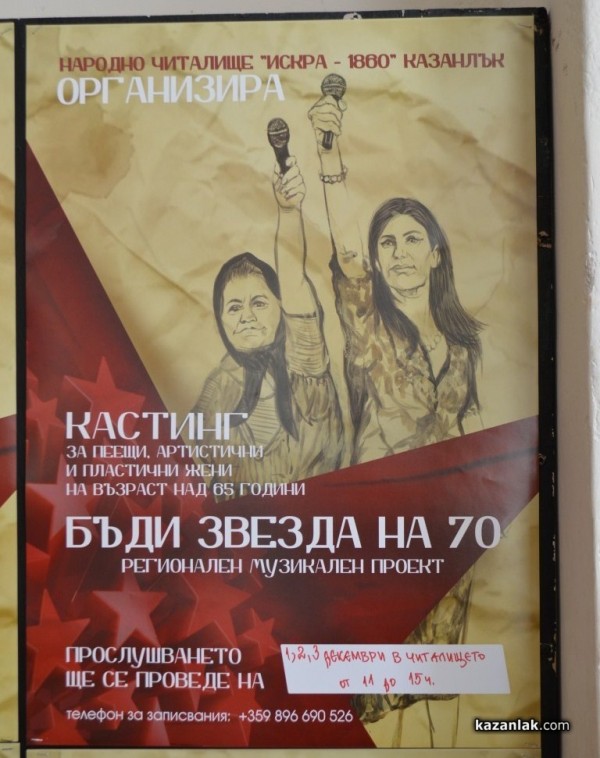 НАРОДНО ЧИТАЛИЩЕ "ИСКРА - 1860" КАЗАНЛЪК
ОРГАНИЗИРА
КАСТИНГ
ЗА ПЕЕЩИ, АРТИСТИЧНИ
И ПЛАСТИЧНИ ЖЕНИ
НА ВЪЗРАСТ НАД 65 ГОДИНИ
БЪДИ ЗВЕЗДА НА 70
РЕГИОНАЛЕН МУЗИКАЛЕН ПРОЕКТ
ПРОСЛУШВАНЕТО
ЩЕ СЕ ПРОВЕДЕ НА
1, 2, 3 ДЕКЕМВРИ В ЧИТАЛИЩЕТО
от 11 до 15 ч.
телефон за записвания: +359 896 690 526
kazanlak.com